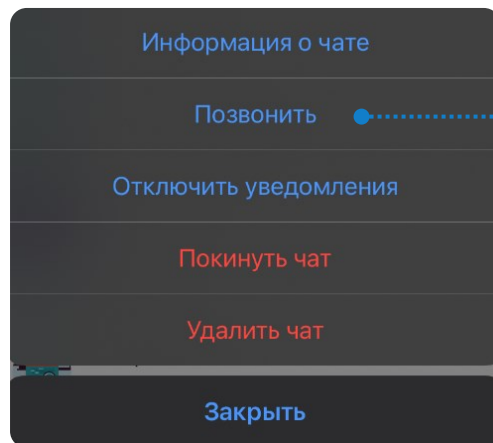 Информация о чате
Позвонить
Отключить уведомления
Покинуть чат
Удалить чат
Закрыть